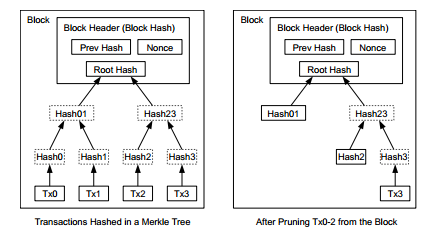 Block
Block Header (Block Hash)
Prev Hash
Nonce
Root Hash
Hash01
Hash23
Hash0
Hash1
Hash2
Hash3
Tx0
Tx1
Tx2
Tx3
Transactions Hashed in a Merkle Tree
Block
Block Header (Block Hash)
Prev Hash
Nonce
Root Hash
Hash01
Hash23
Hash2
Hash3
Tx3
After Pruning Tx0-2 from the Block